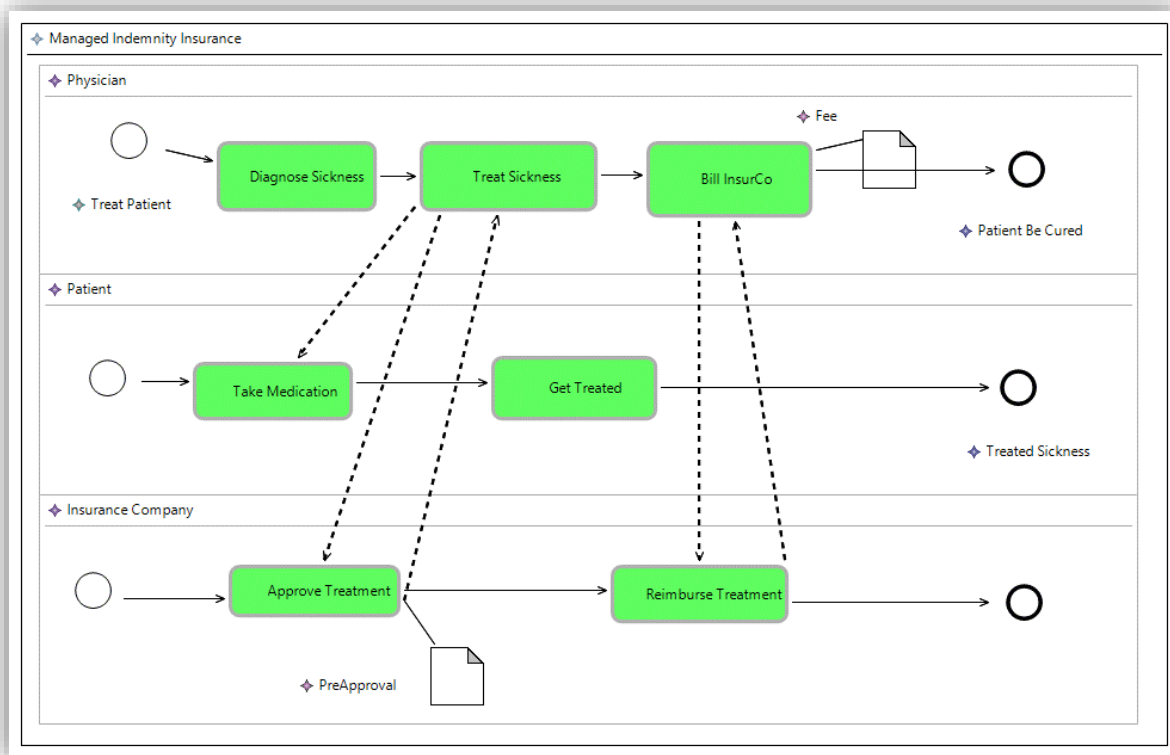 Managed Indemnity Insurance
Physician
Fee
Diagnose Sickness
Treat Sickness
Bill InsurCo
Treat Patient
Patient Be Cured
Patient
Take Medication
Get Treated
Treated Sickness
Insurance Company
Approve Treatment
Reimburse Treatment
PreApproval